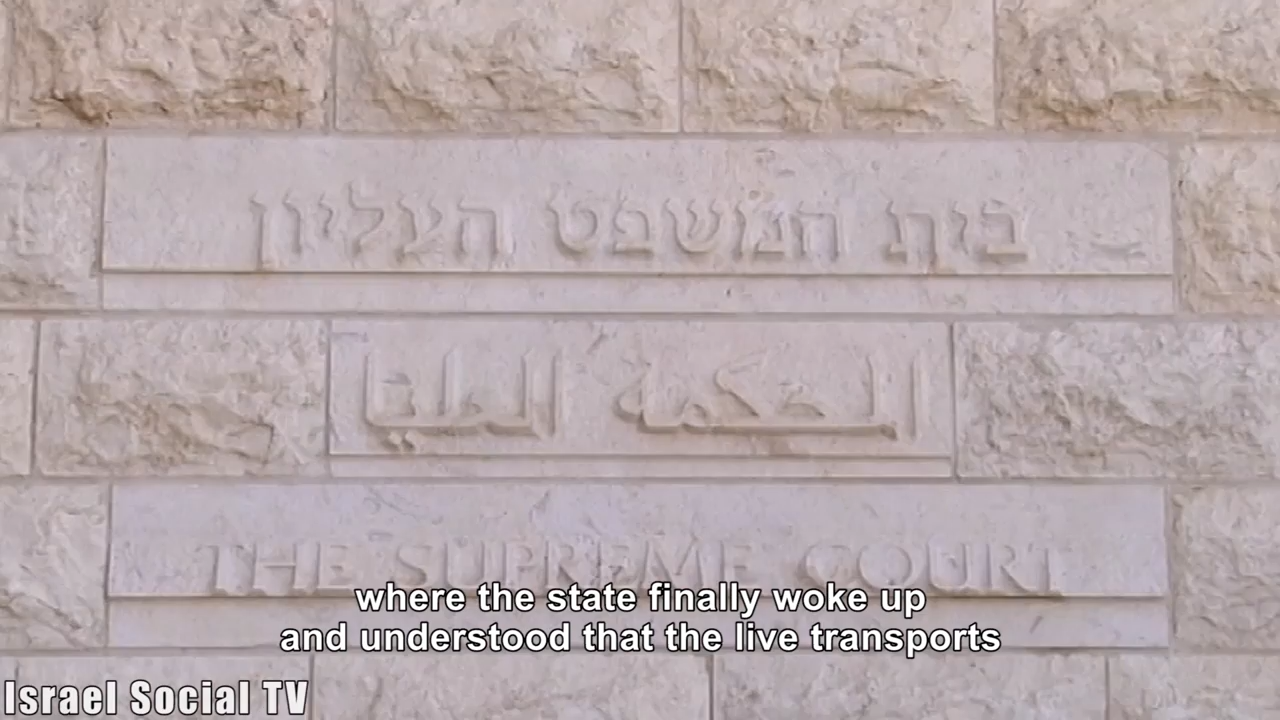 בית המשפט העליון
المحكمة العليا
THE SUPREME COURT
where the state finally woke up
and understood that the live transports
Israel Social TV